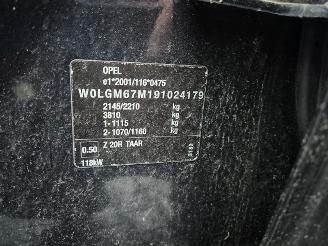 OPEL
e1*2001/116*0475
W0LGM67M191024179
2145/2210 kg
3810 kg
1-1115 kg
2-1070/1160 kg
0.50 Z 20R TAAR
118kW